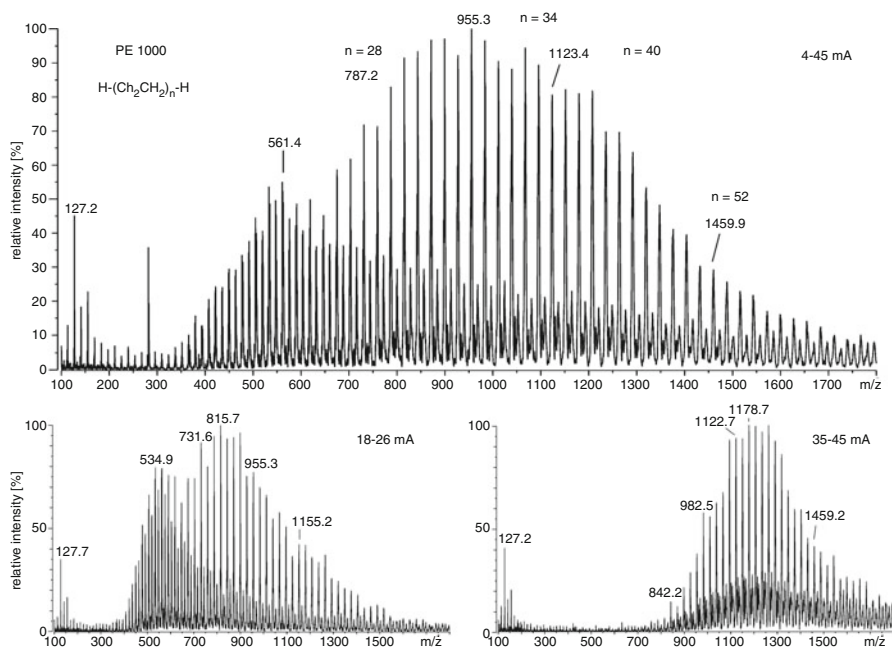 100
90
80
70
60
50
40
30
20
10
0
relative intensity [%]
PE 1000
H-(Ch₂CH₂)ₙ-H
n = 28
787.2
955.3
n = 34
1123.4
n = 40
4-45 mA
561.4
127.2
n = 52
1459.9
100 200 300 400 500 600 700 800 900 1000 1100 1200 1300 1400 1500 1600 1700 m/z
100
50
0
relative intensity [%]
18-26 mA
815.7
731.6
534.9
955.3
1155.2
127.7
100 300 500 700 900 1100 1300 1500 m/z
100
50
0
35-45 mA
1178.7
1122.7
982.5
1459.2
127.2
842.2
100 300 500 700 900 1100 1300 1500 m/z